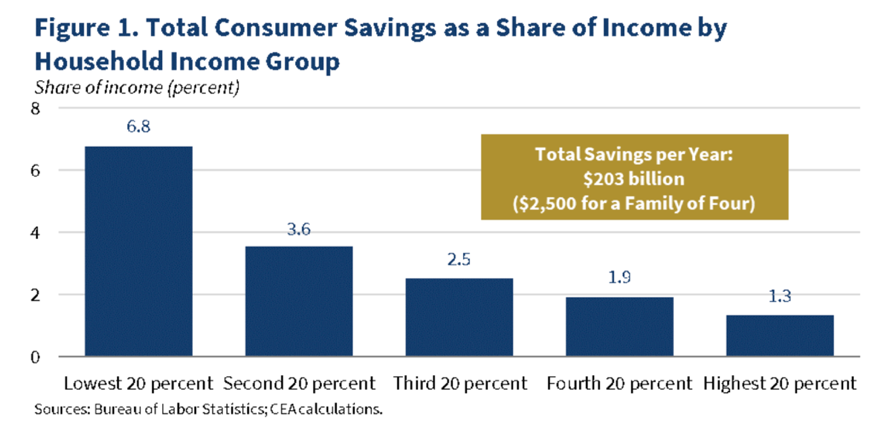 Figure 1. Total Consumer Savings as a Share of Income by
Household Income Group
Share of income (percent)
8
6.8
Total Savings per Year:
$203 billion
($2,500 for a Family of Four)
6
4
3.6
2.5
2
1.9
1.3
0
Lowest 20 percent Second 20 percent Third 20 percent Fourth 20 percent Highest 20 percent
Sources: Bureau of Labor Statistics; CEA calculations.